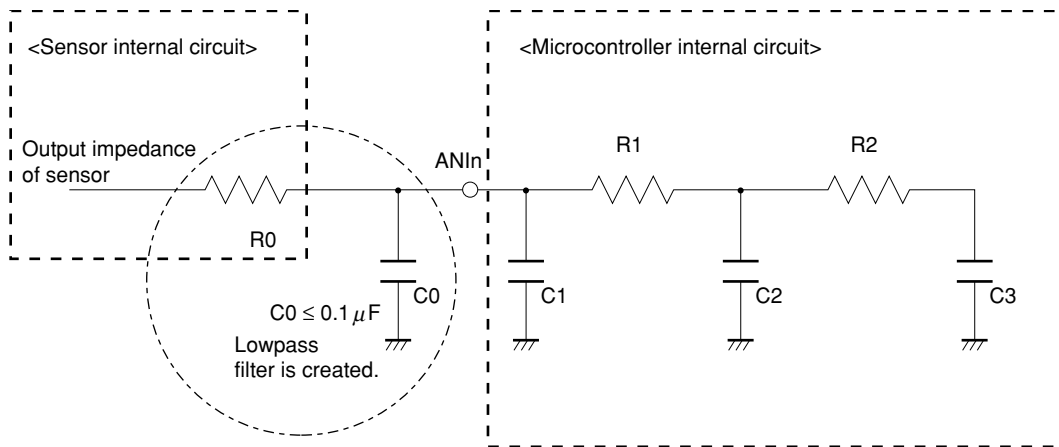 <Sensor internal circuit>
<Microcontroller internal circuit>
Output impedance
of sensor
R0
ANIn
R1
R2
C0
C1
C2
C3
C0 ≤ 0.1 μF
Lowpass
filter is created.